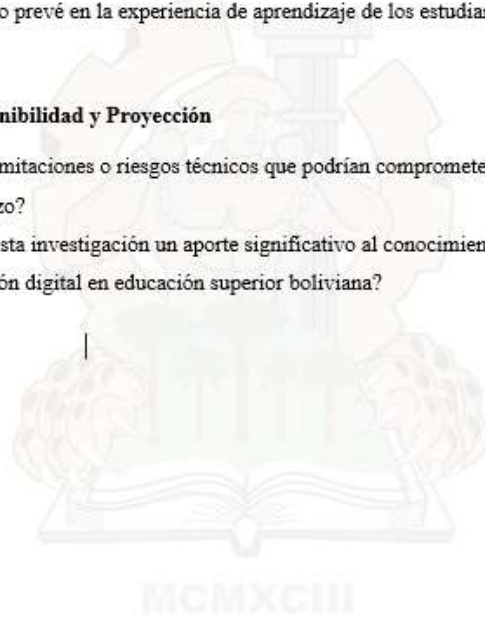 o prevé en la experiencia de aprendizaje de los estudia
nibilidad y Proyección
mitaciones o riesgos técnicos que podrían compromete
zo?
sta investigación un aporte significativo al conocimien
ón digital en educación superior boliviana?
MCMXCIII